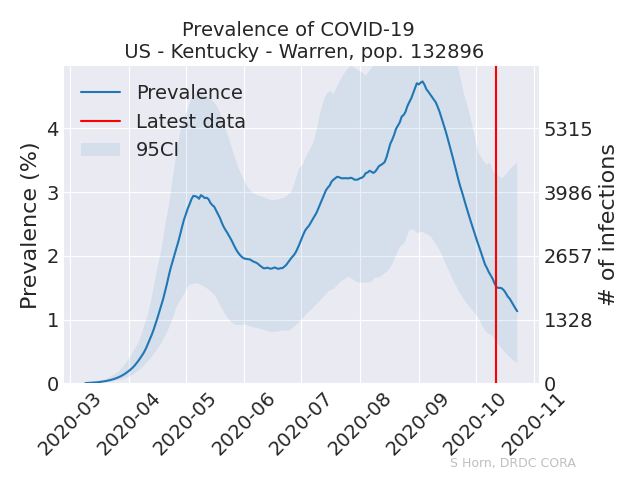 Prevalence of COVID-19
US - Kentucky - Warren, pop. 132896
Prevalence
Latest data
95CI
Prevalence (%)
4
3
2
1
0
5315
3986
2657
1328
0
# of infections
2020-03
2020-04
2020-05
2020-06
2020-07
2020-08
2020-09
2020-10
2020-11
S Horn, DRDC CORA